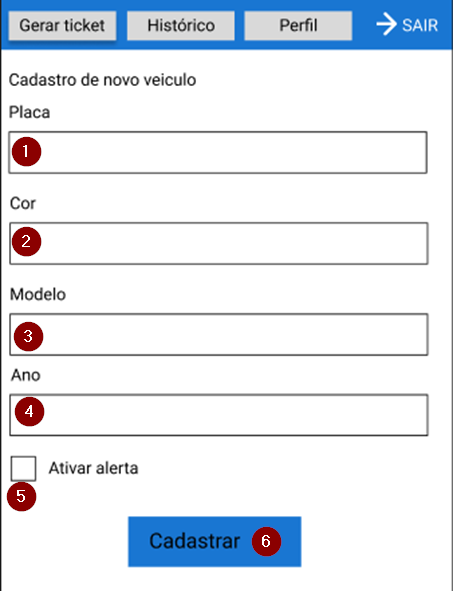 Gerar ticket Histórico Perfil SAIR
Cadastro de novo veiculo
Placa
1
Cor
2
Modelo
3
Ano
4
Ativar alerta
5
Cadastrar 6